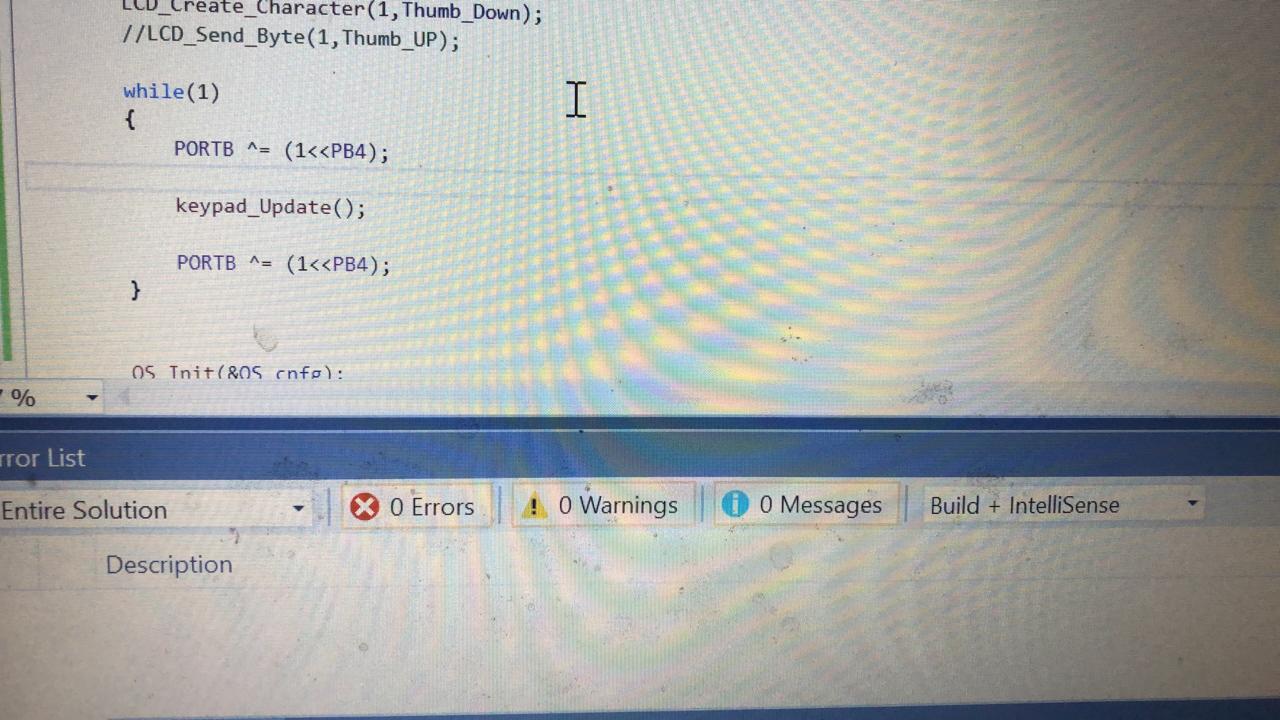 LCD_Create_Character(1,Thumb_Down);
//LCD_Send_Byte(1,Thumb_UP);
while(1)
{
PORTB ^= (1<<PB4);
keypad_Update();
PORTB ^= (1<<PB4);
}
OS_Init(&OS_cnfg);
%
rror List
Entire Solution
0 Errors
0 Warnings
0 Messages
Build + IntelliSense
Description